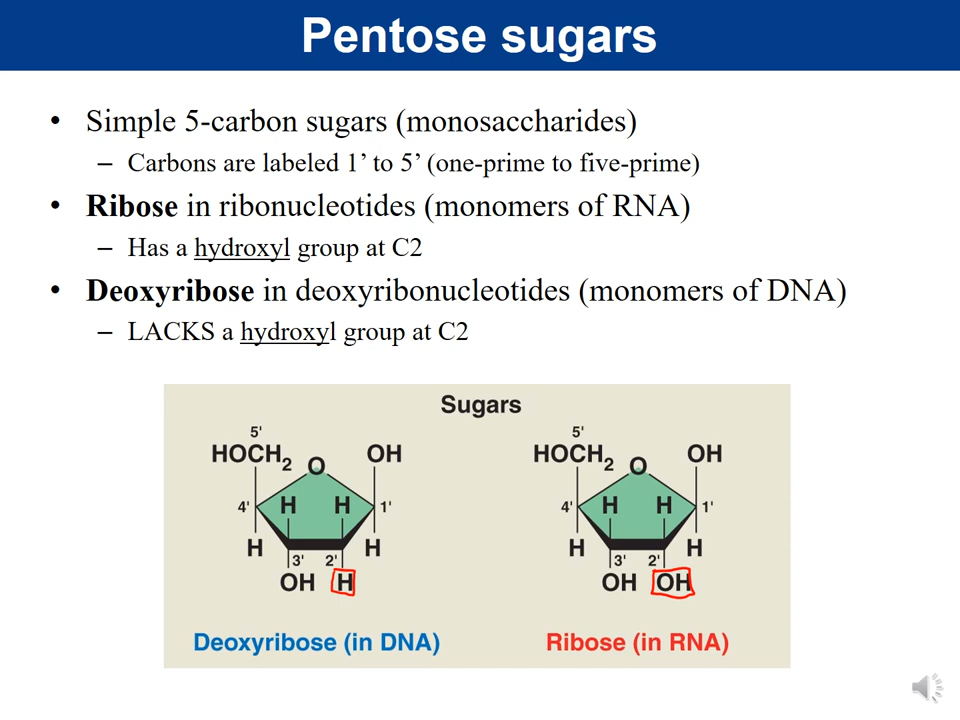 Pentose sugars
• Simple 5-carbon sugars (monosaccharides)
– Carbons are labeled 1’ to 5’ (one-prime to five-prime)
• Ribose in ribonucleotides (monomers of RNA)
– Has a hydroxyl group at C2
• Deoxyribose in deoxyribonucleotides (monomers of DNA)
– LACKS a hydroxyl group at C2
Sugars
5' 5'
HOCH2 O OH HOCH2 O OH
4' H H 1' 4' H H 1'
H H H H
3' 2' 3' 2'
OH H OH OH
Deoxyribose (in DNA) Ribose (in RNA)